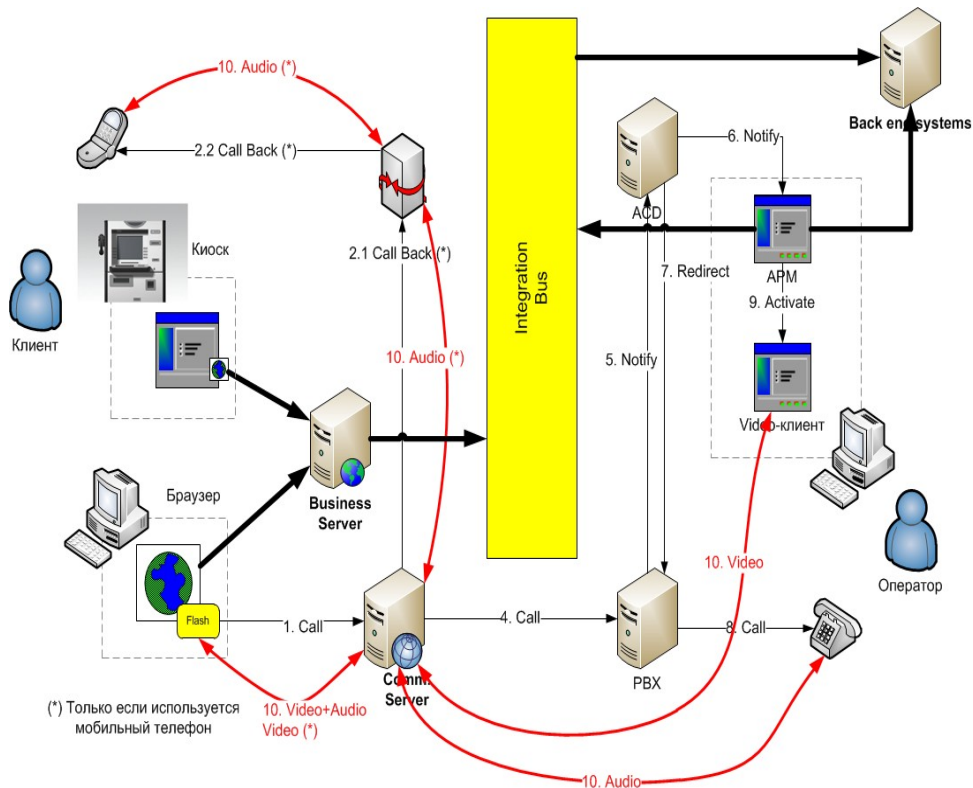 10. Audio (*)
2.2 Call Back (*)
Киоск
Клиент
2.1 Call Back (*)
10. Audio (*)
Integration
Bus
Back end systems
6. Notify
ACD
7. Redirect
АРМ
9. Activate
5. Notify
Video-клиент
Браузер
Business
Server
Flash
1. Call
Comm.
Server
4. Call
PBX
8. Call
10. Video
Оператор
(*) Только если используется
мобильный телефон
10. Video+Audio
Video (*)
10. Audio